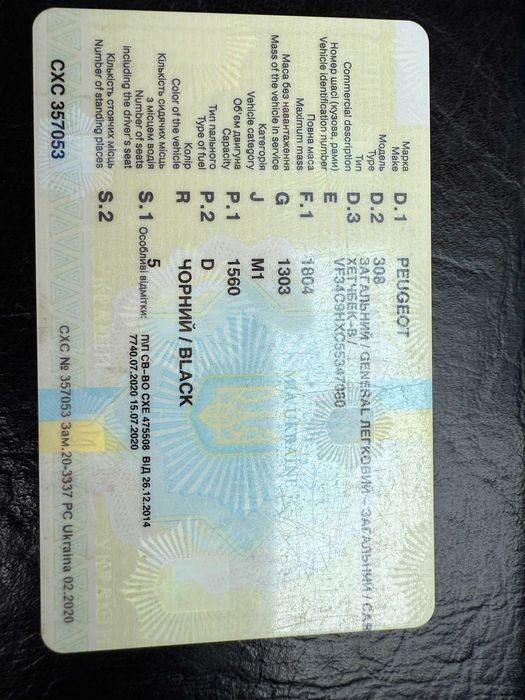 Марка
Make D.1 PEUGEOT
Модель
Type D.2 308
Тип
Commercial description D.3 ЗАГАЛЬНИЙ / GENERAL ЛЕГКОВИЙ - ЗАГАЛЬНИЙ / CAR
ХЕТЧБЕК-В /
Номер шасі (кузова, рами)
Vehicle identification number E VF34C9HXC55347080
Повна маса
Maximum mass F.1 1804
Маса без навантаження
Mass of the vehicle in service G 1303
Категорія
Vehicle category J M1
Об'єм двигуна
Capacity P.1 1560
Тип пального
Type of fuel P.2 D
Колір
Color of the vehicle R ЧОРНИЙ / BLACK
Кількість сидячих місць
з місцем водія
Number of seats
including the driver's seat S.1 5
Кількість стоячих місць
Number of standing places S.2
Особливі відмітки:
П/П СВ-ВО СХЕ 475508 ВІД 26.12.2014
7740.07.2020 15.07.2020
CXC 357053
CXC № 357053 Зам.20-3337 PC Ukraina 02.2020